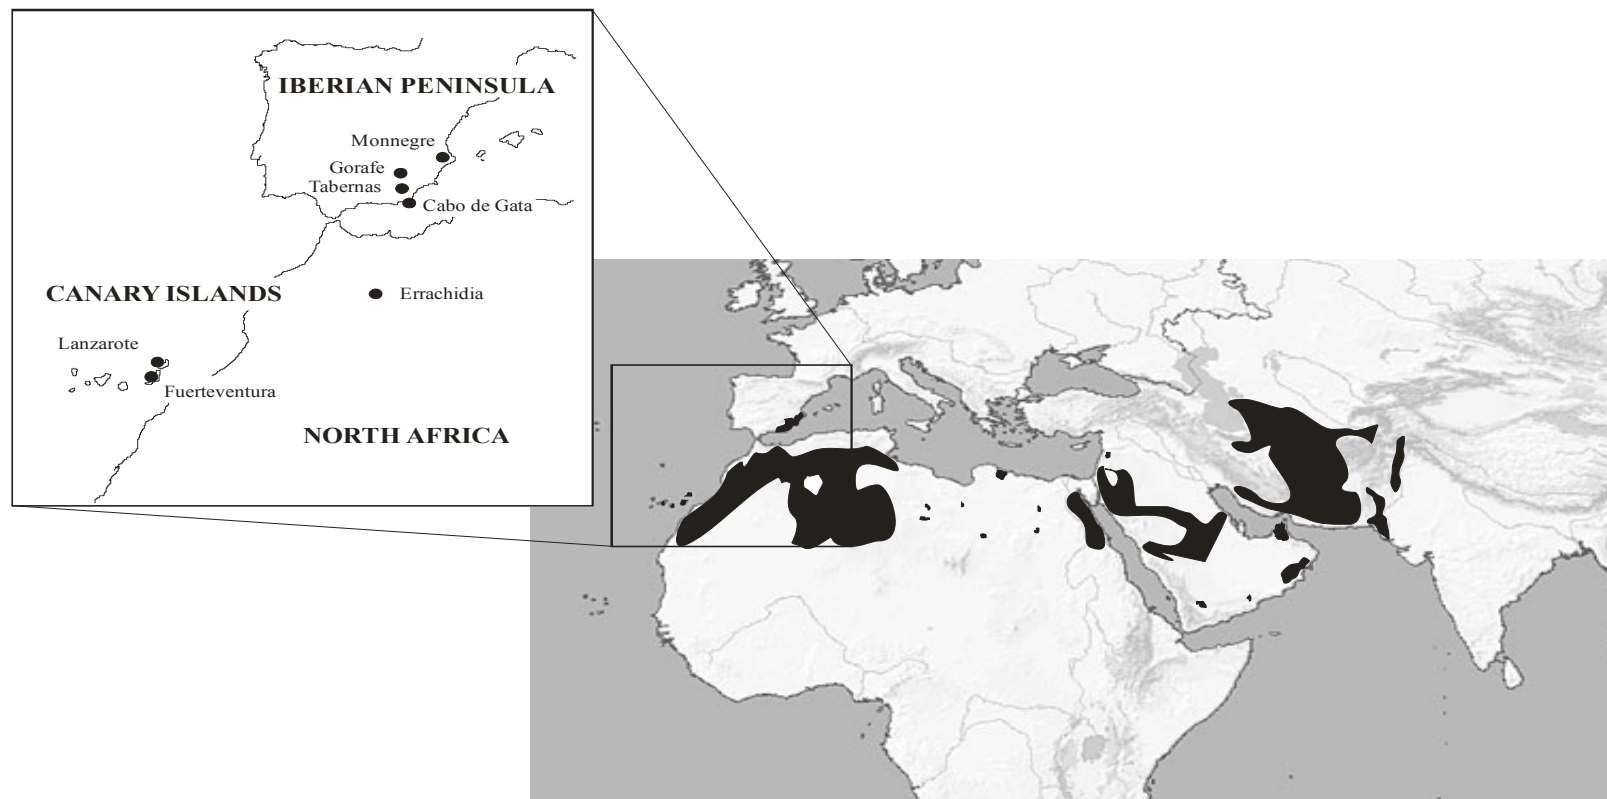 IBERIAN PENINSULA
Monnegre
Gorafe
Tabernas
Cabo de Gata
CANARY ISLANDS
Errachidia
Lanzarote
Fuerteventura
NORTH AFRICA